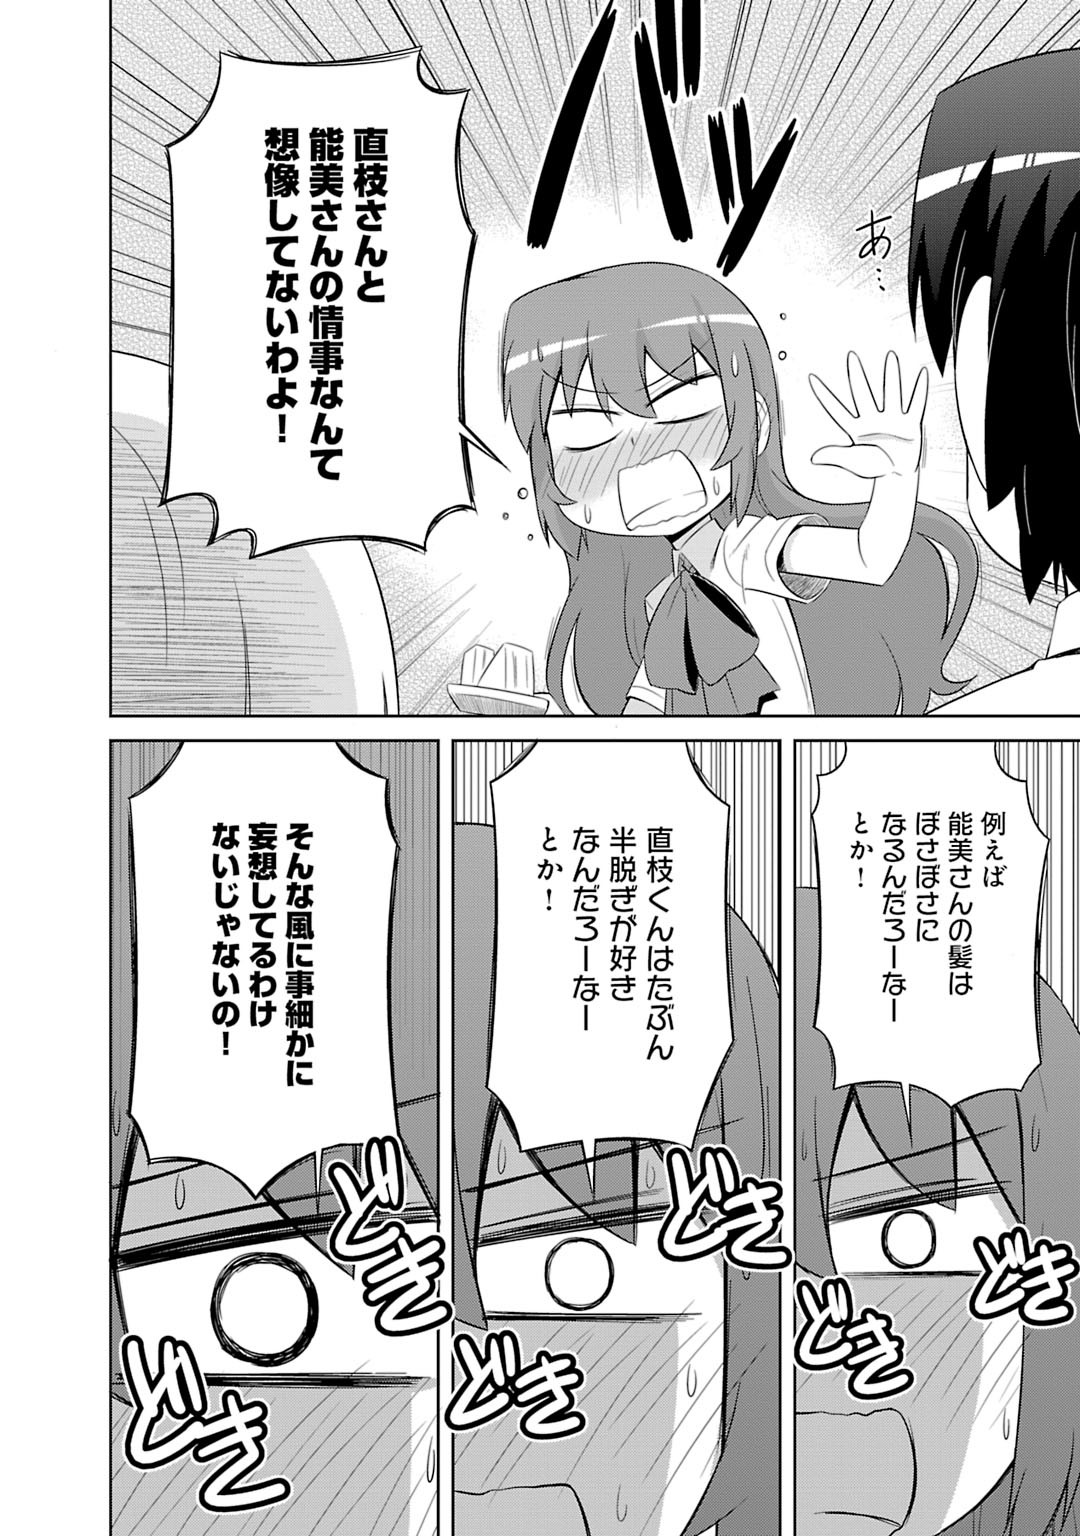 あ…
直枝さんと
能美さんの情事なんて
想像してないわよ！
例えば
能美さんの髪は
ぼさぼさに
なるんだろーなー
とか！
どき
どき
直枝くんはたぶん
半脱ぎが好き
なんだろーなー
とか！
どき
どき
そんな風に事細かに
妄想してるわけ
ないじゃないの！
どき
どき